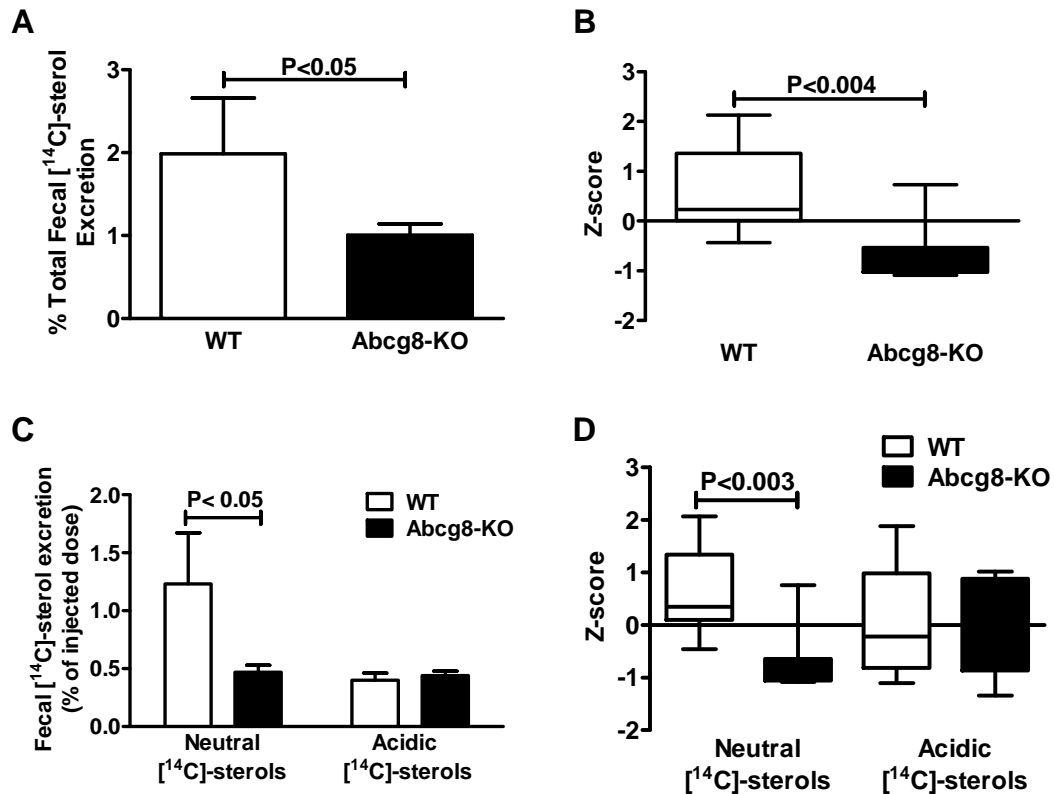 A
% Total Fecal [¹⁴C]-sterol
Excretion
3
2
1
0
P<0.05
WT
Abcg8-KO
B
Z-score
3
2
1
0
-1
-2
P<0.004
WT
Abcg8-KO
C
Fecal [¹⁴C]-sterol excretion
(% of injected dose)
2.0
1.5
1.0
0.5
0.0
P< 0.05
WT
Abcg8-KO
Neutral
[¹⁴C]-sterols
Acidic
[¹⁴C]-sterols
D
WT
Abcg8-KO
Z-score
3
2
1
0
-1
-2
P<0.003
Neutral
[¹⁴C]-sterols
Acidic
[¹⁴C]-sterols